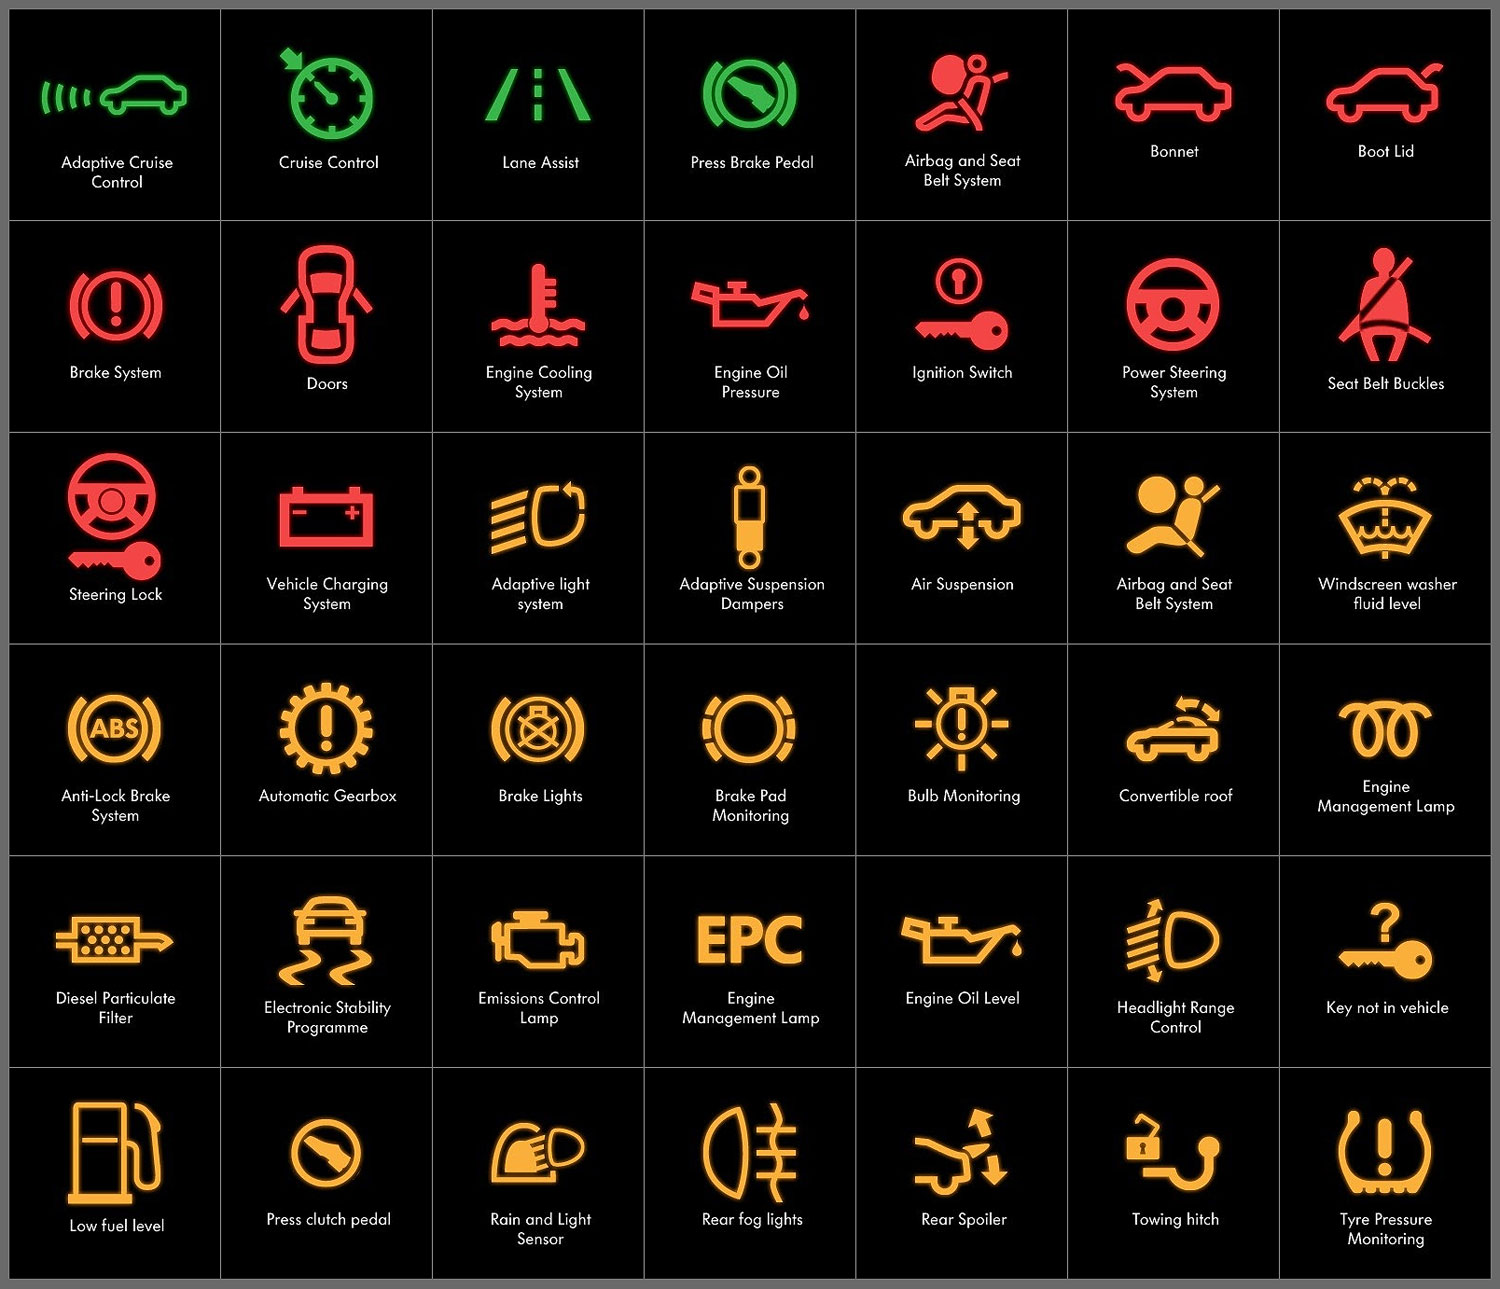 Adaptive Cruise
Control
Cruise Control
Lane Assist
Press Brake Pedal
Airbag and Seat
Belt System
Bonnet
Boot Lid
Brake System
Doors
Engine Cooling
System
Engine Oil
Pressure
Ignition Switch
Power Steering
System
Seat Belt Buckles
Steering Lock
Vehicle Charging
System
Adaptive light
system
Adaptive Suspension
Dampers
Air Suspension
Airbag and Seat
Belt System
Windscreen washer
fluid level
ABS
Anti-Lock Brake
System
Automatic Gearbox
Brake Lights
Brake Pad
Monitoring
Bulb Monitoring
Convertible roof
Engine
Management Lamp
Diesel Particulate
Filter
Electronic Stability
Programme
Emissions Control
Lamp
EPC
Engine
Management Lamp
Engine Oil Level
Headlight Range
Control
?
Key not in vehicle
Low fuel level
Press clutch pedal
Rain and Light
Sensor
Rear fog lights
Rear Spoiler
Towing hitch
Tyre Pressure
Monitoring